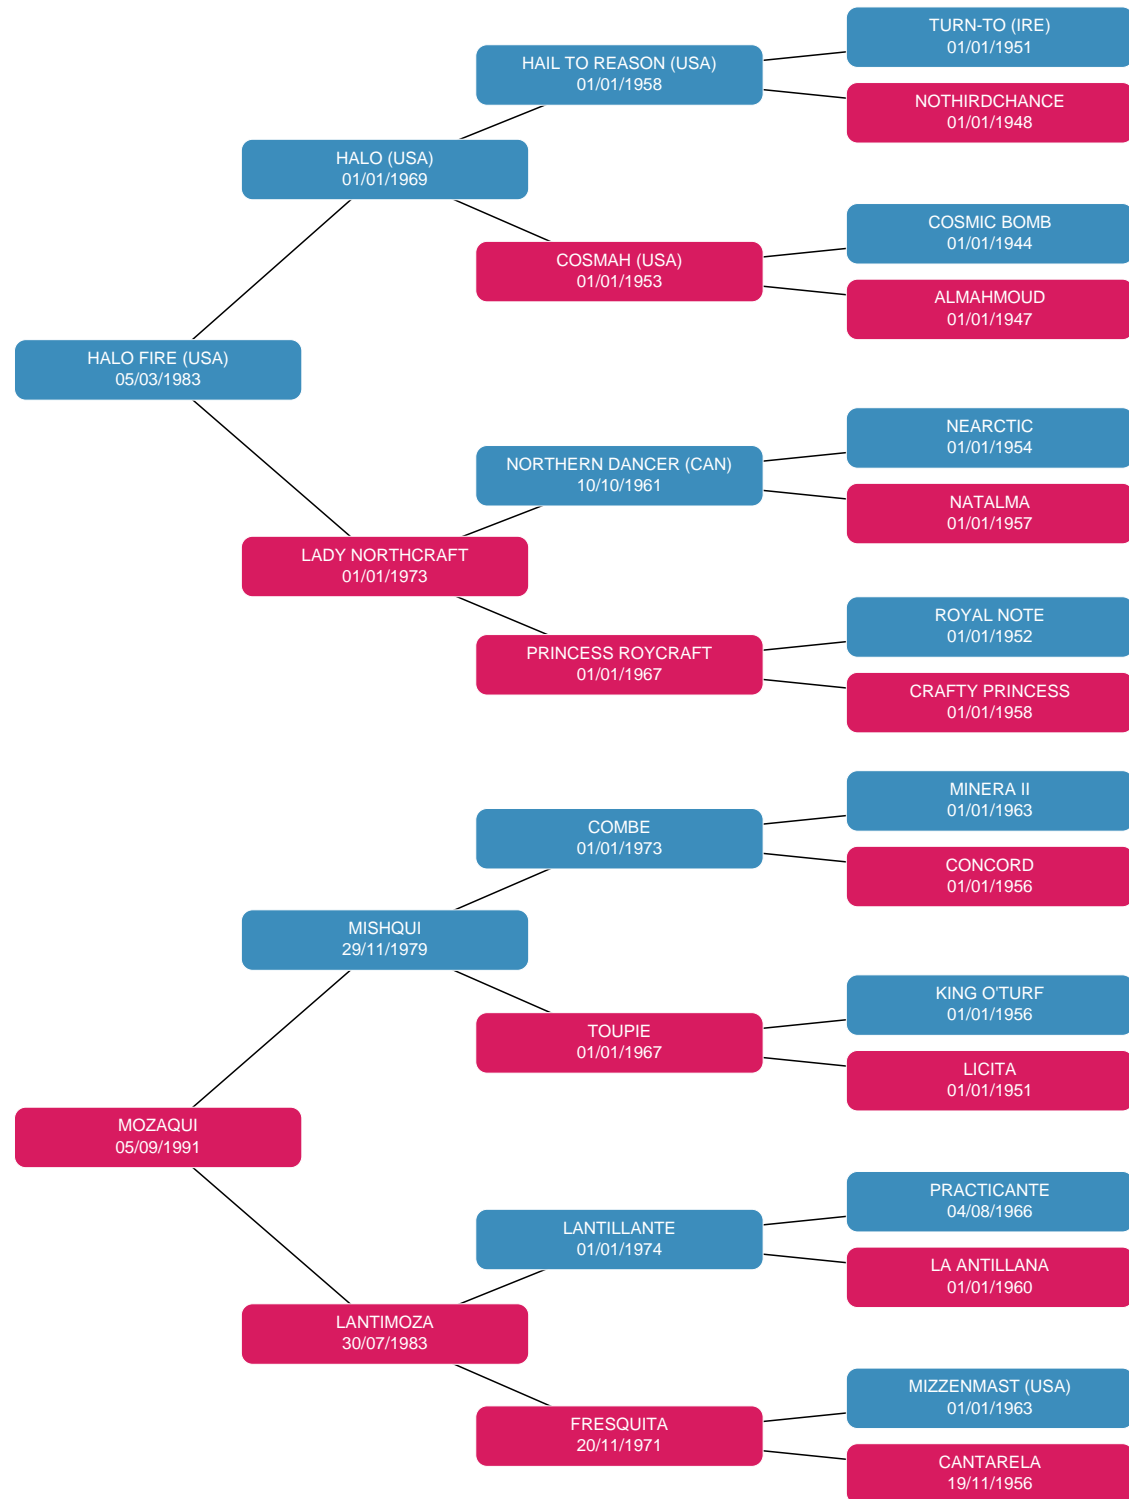 TURN-TO (IRE)
01/01/1951
HAIL TO REASON (USA)
01/01/1958
NOTHIRDCHANCE
01/01/1948
HALO (USA)
01/01/1969
COSMIC BOMB
01/01/1944
COSMAH (USA)
01/01/1953
ALMAHMOUD
01/01/1947
HALO FIRE (USA)
05/03/1983
NEARCTIC
01/01/1954
NORTHERN DANCER (CAN)
10/10/1961
NATALMA
01/01/1957
LADY NORTHCRAFT
01/01/1973
ROYAL NOTE
01/01/1952
PRINCESS ROYCRAFT
01/01/1967
CRAFTY PRINCESS
01/01/1958
MINERA II
01/01/1963
COMBE
01/01/1973
CONCORD
01/01/1956
MISHQUI
29/11/1979
KING O'TURF
01/01/1956
TOUPIE
01/01/1967
LICITA
01/01/1951
MOZAQUI
05/09/1991
PRACTICANTE
04/08/1966
LANTILLANTE
01/01/1974
LA ANTILLANA
01/01/1960
LANTIMOZA
30/07/1983
MIZZENMAST (USA)
01/01/1963
FRESQUITA
20/11/1971
CANTARELA
19/11/1956